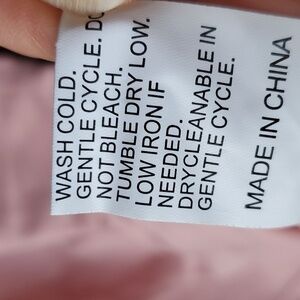 WASH COLD.
GENTLE CYCLE. DO
NOT BLEACH.
TUMBLE DRY LOW.
LOW IRON IF
NEEDED.
DRYCLEANABLE IN
GENTLE CYCLE.
MADE IN CHINA